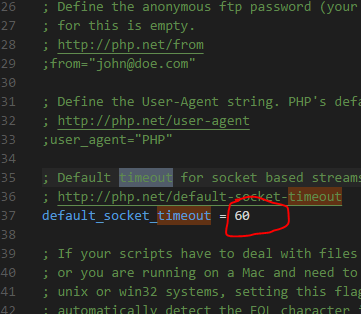 26 ; Define the anonymous ftp password (your
27 ; for this is empty.
28 ; http://php.net/from
29 ;from="john@doe.com"
30
31 ; Define the User-Agent string. PHP's defa
32 ; http://php.net/user-agent
33 ;user_agent="PHP"
34
35 ; Default timeout for socket based streams
36 ; http://php.net/default-socket-timeout
37 default_socket_timeout = 60
38
39 ; If your scripts have to deal with files
40 ; or you are running on a Mac and need to
41 ; unix or win32 systems, setting this flag
42 ; automatically detect the EOL character